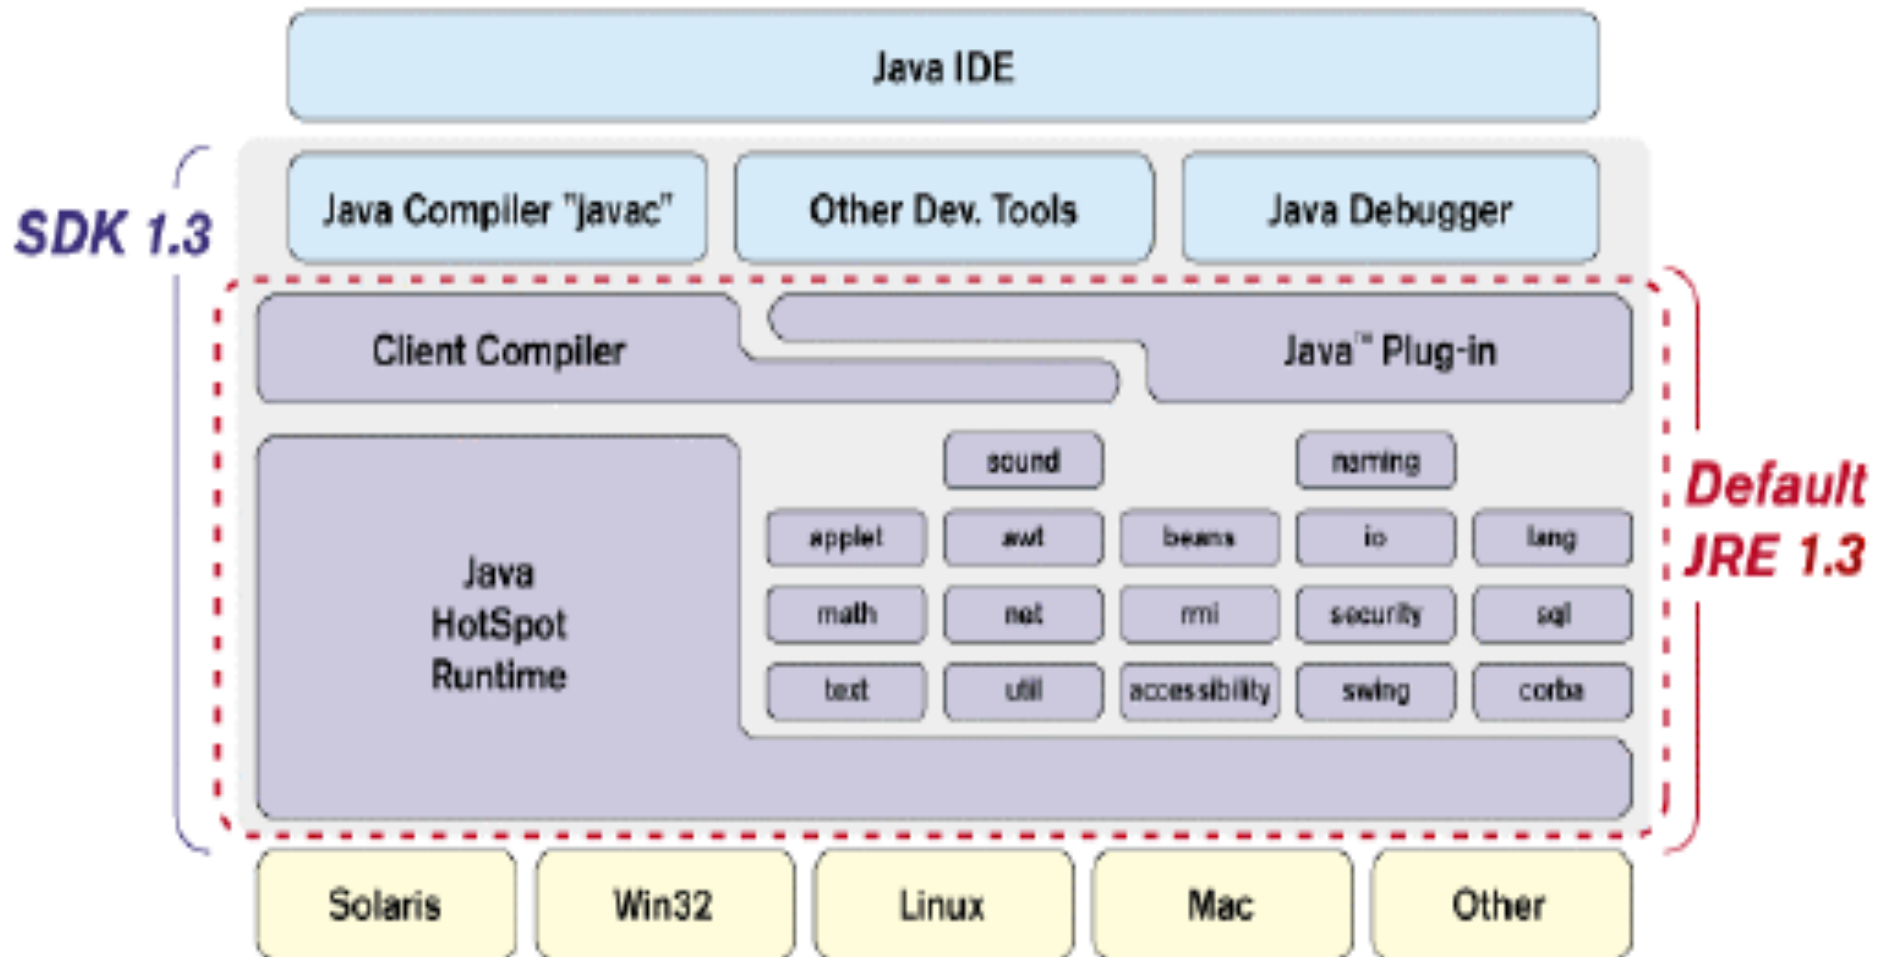 Java IDE
SDK 1.3
Java Compiler "javac"
Other Dev. Tools
Java Debugger
Client Compiler
Java™ Plug-in
Default
JRE 1.3
Java
HotSpot
Runtime
sound
naming
applet
awt
beans
io
lang
math
net
rmi
security
sql
text
util
accessibility
swing
corba
Solaris
Win32
Linux
Mac
Other